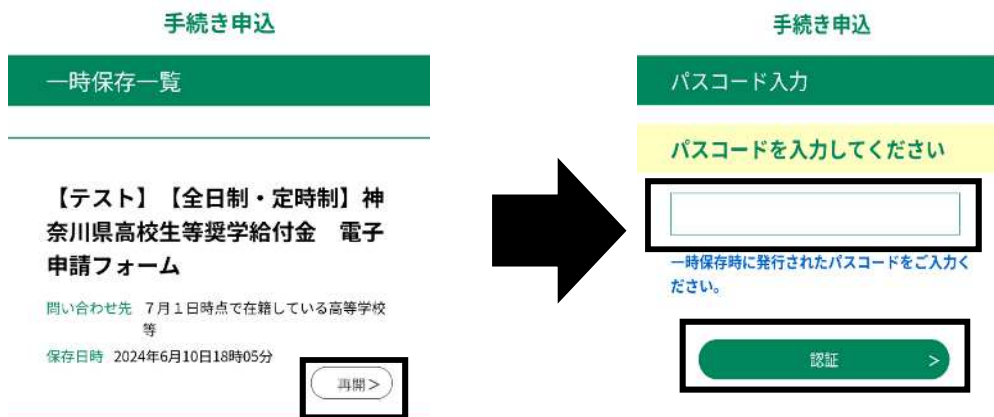 手続き申込
一時保存一覧
【テスト】【全日制・定時制】神
奈川県高校生等奨学給付金　電子
申請フォーム
問い合わせ先 7月1日時点で在籍している高等学校
等
保存日時 2024年6月10日18時05分
再開＞
手続き申込
パスコード入力
パスコードを入力してください
一時保存時に発行されたパスコードをご入力く
ださい。
認証 ＞